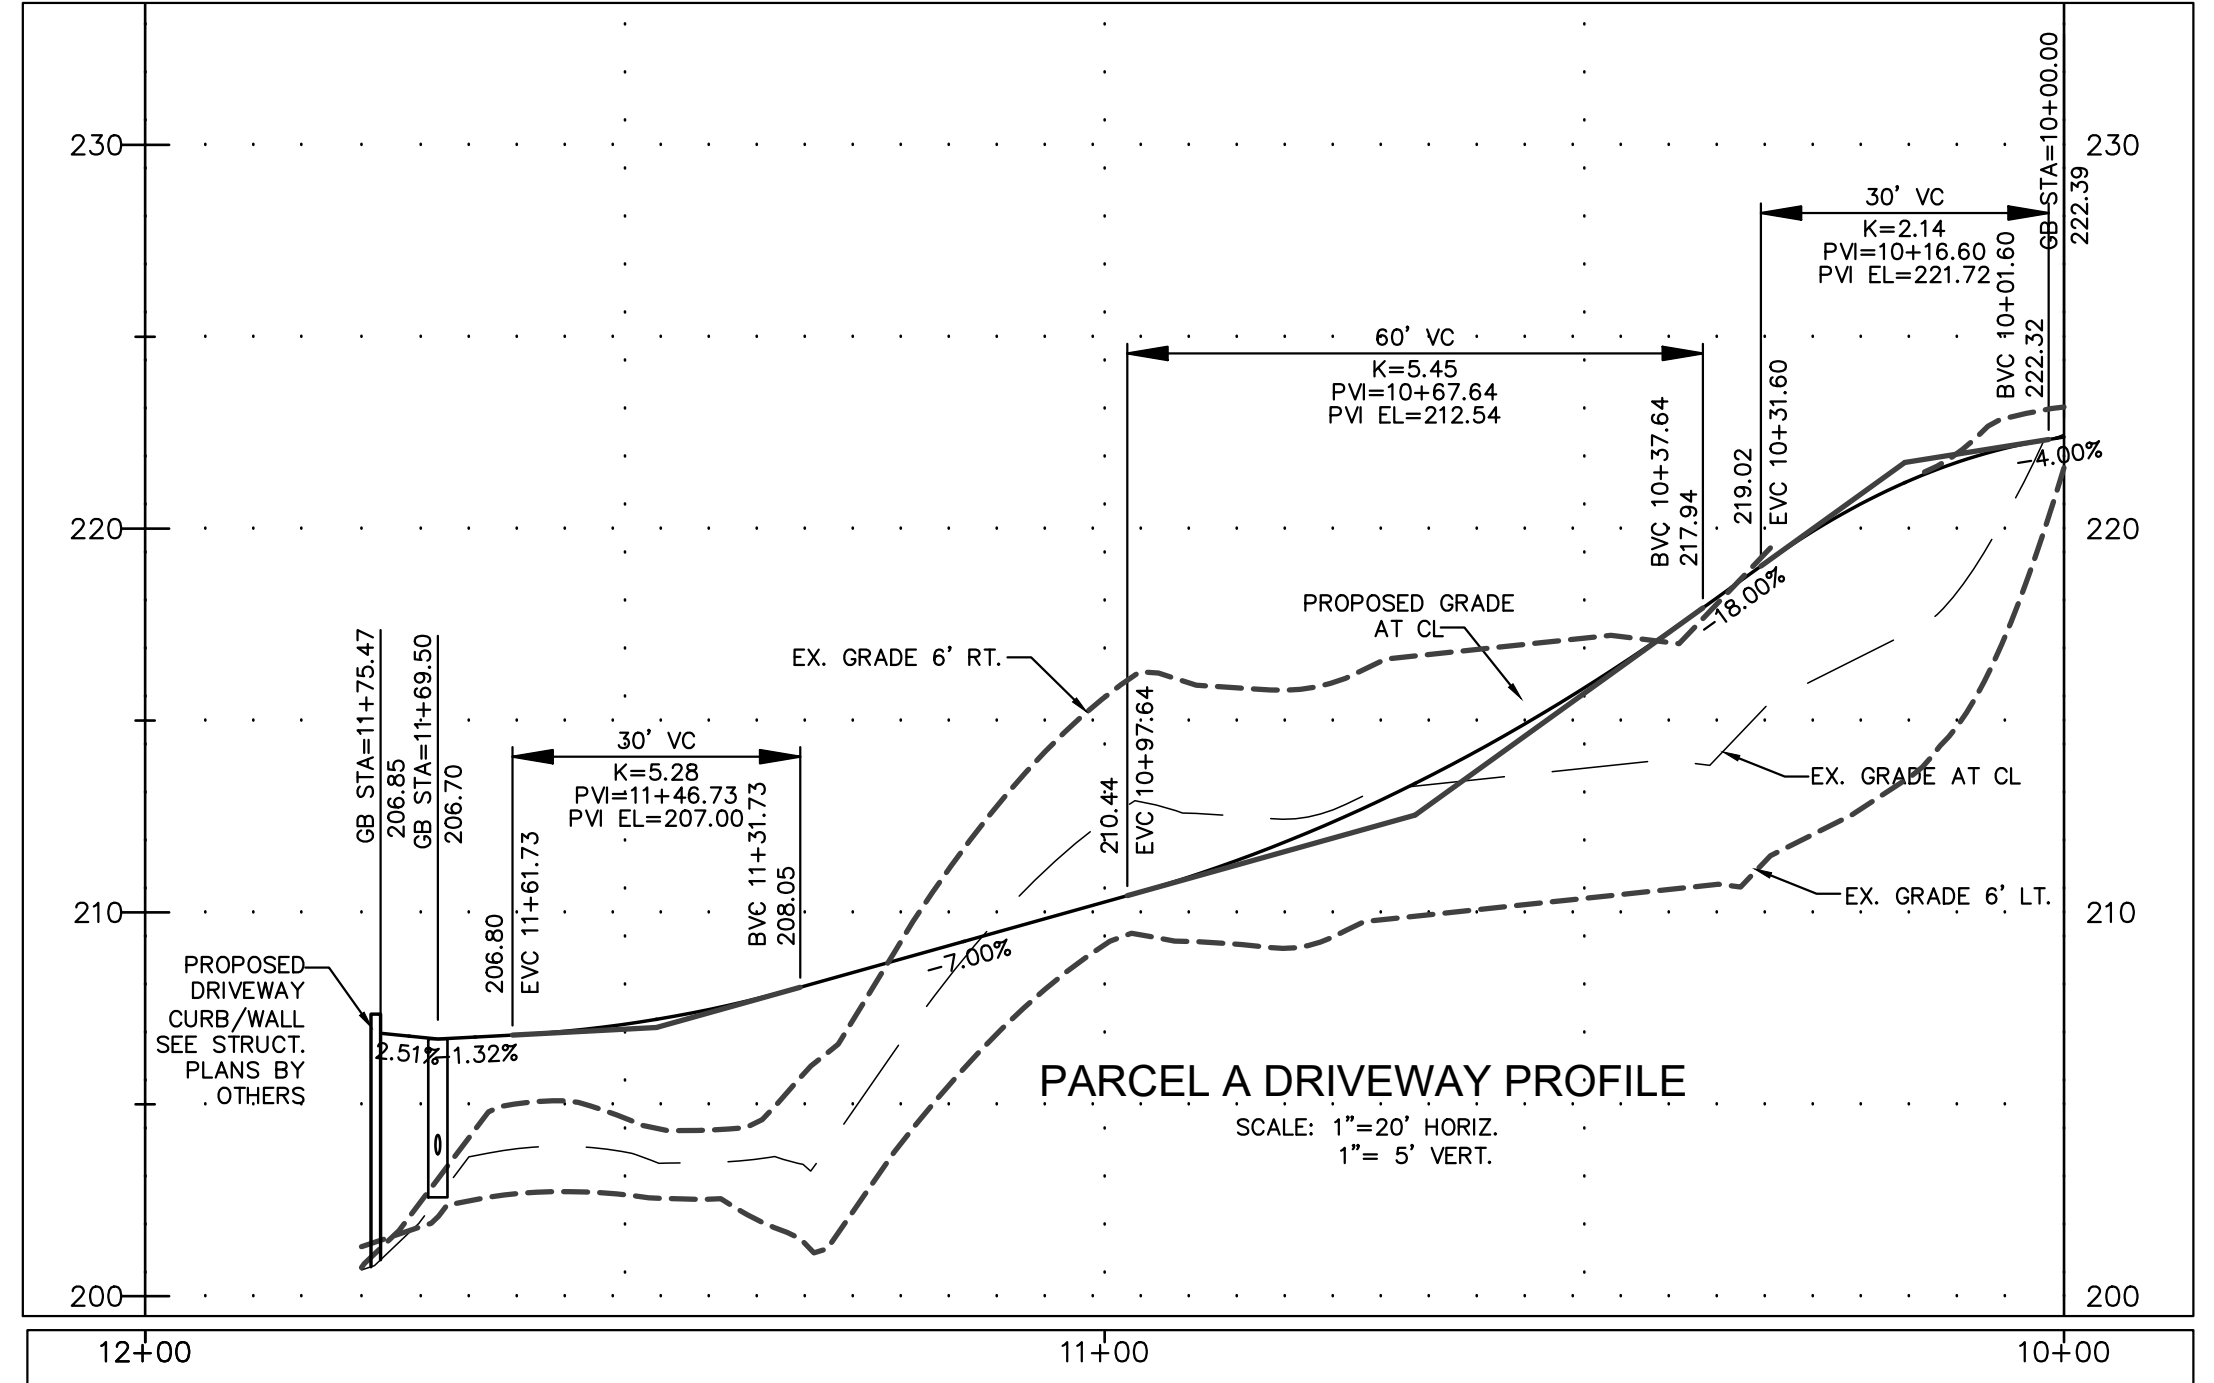 230
220
210
200
GB STA=11+75.47
206.85
GB STA=11+69.50
206.70
206.80
EVC 11+61.73
30' VC
K=5.28
PVI=11+46.73
PVI EL=207.00
BVC 11+31.73
208.05
EX. GRADE 6' RT.
210.44
EVC 10+97.64
60' VC
K=5.45
PVI=10+67.64
PVI EL=212.54
PROPOSED GRADE
AT CL
BVC 10+37.64
217.94
219.02
EVC 10+31.60
30' VC
K=2.14
PVI=10+16.60
PVI EL=221.72
BVC 10+01.60
222.32
GB STA=10+00.00
222.39
-4.00%
-18.00%
-7.00%
-1.32%
2.51%
EX. GRADE AT CL
EX. GRADE 6' LT.
PROPOSED
DRIVEWAY
CURB/WALL
SEE STRUCT.
PLANS BY
OTHERS
PARCEL A DRIVEWAY PROFILE
SCALE: 1"=20' HORIZ.
1"= 5' VERT.
230
220
210
200
12+00
11+00
10+00